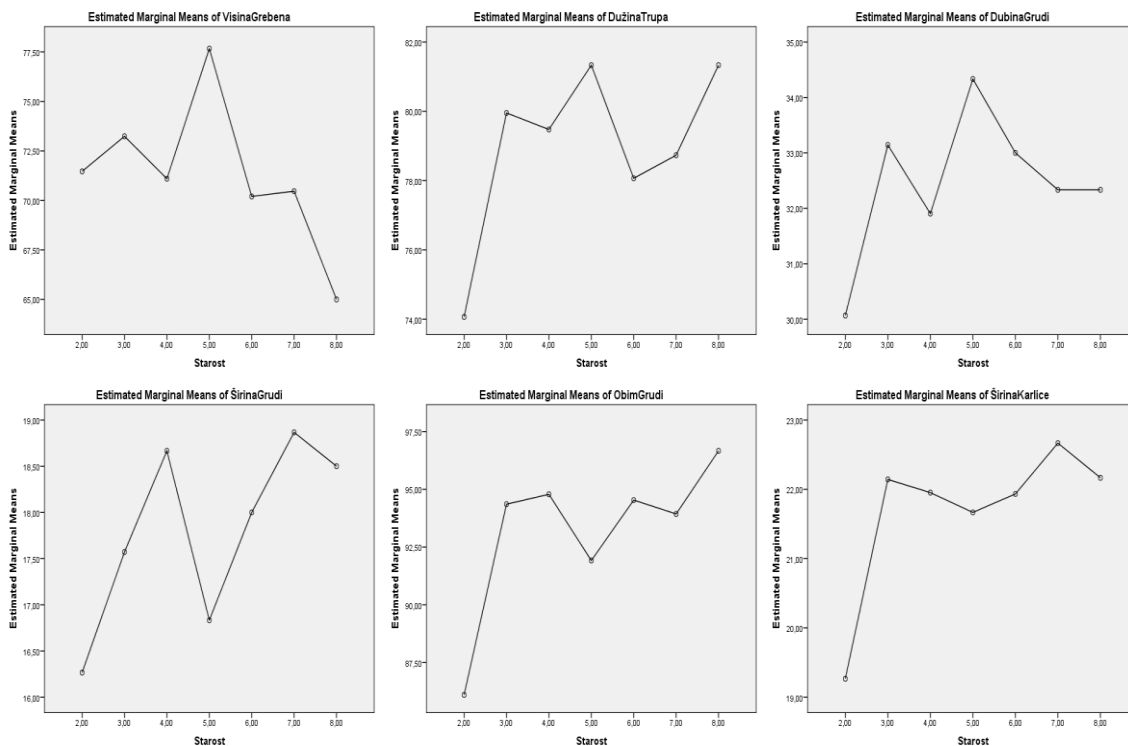 Estimated Marginal Means of VisinaGrebena
Estimated Marginal Means
77,50
75,00
72,50
70,00
67,50
65,00
2,00 3,00 4,00 5,00 6,00 7,00 8,00
Starost
Estimated Marginal Means of DužinaTrupa
Estimated Marginal Means
82,00
80,00
78,00
76,00
74,00
2,00 3,00 4,00 5,00 6,00 7,00 8,00
Starost
Estimated Marginal Means of DubinaGrudi
Estimated Marginal Means
35,00
34,00
33,00
32,00
31,00
30,00
2,00 3,00 4,00 5,00 6,00 7,00 8,00
Starost
Estimated Marginal Means of ŠirinaGrudi
Estimated Marginal Means
19,00
18,50
18,00
17,50
17,00
16,50
16,00
2,00 3,00 4,00 5,00 6,00 7,00 8,00
Starost
Estimated Marginal Means of ObimGrudi
Estimated Marginal Means
97,50
95,00
92,50
90,00
87,50
2,00 3,00 4,00 5,00 6,00 7,00 8,00
Starost
Estimated Marginal Means of ŠirinaKarlice
Estimated Marginal Means
23,00
22,00
21,00
20,00
19,00
2,00 3,00 4,00 5,00 6,00 7,00 8,00
Starost